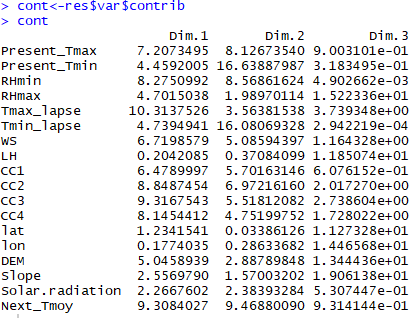 > cont<-res$var$contrib
> cont
Dim.1 Dim.2 Dim.3
Present_Tmax 7.2073495 8.12673540 9.003101e-01
Present_Tmin 4.4592005 16.63887987 3.183495e-01
RHmin 8.2750992 8.56861624 4.902662e-03
RHmax 4.7015038 1.98970114 1.522336e+01
Tmax_lapse 10.3137526 3.56381538 3.739348e+00
Tmin_lapse 4.7394941 16.08069328 2.942219e-04
WS 6.7198579 5.08594397 1.164328e+00
LH 0.2042085 0.37084099 1.185074e+01
CC1 6.4789997 5.70163146 6.076152e-01
CC2 8.8487454 6.97216160 2.017270e+00
CC3 9.3167543 5.51812082 2.738604e+00
CC4 8.1454412 4.75199752 1.728022e+00
lat 1.2341541 0.03386126 1.127328e+01
lon 0.1774035 0.28633682 1.446568e+01
DEM 5.0458939 2.88789848 1.344436e+01
Slope 2.5569790 1.57003202 1.906138e+01
Solar.radiation 2.2667602 2.38393284 5.307447e-01
Next_Tmoy 9.3084027 9.46880090 9.314144e-01